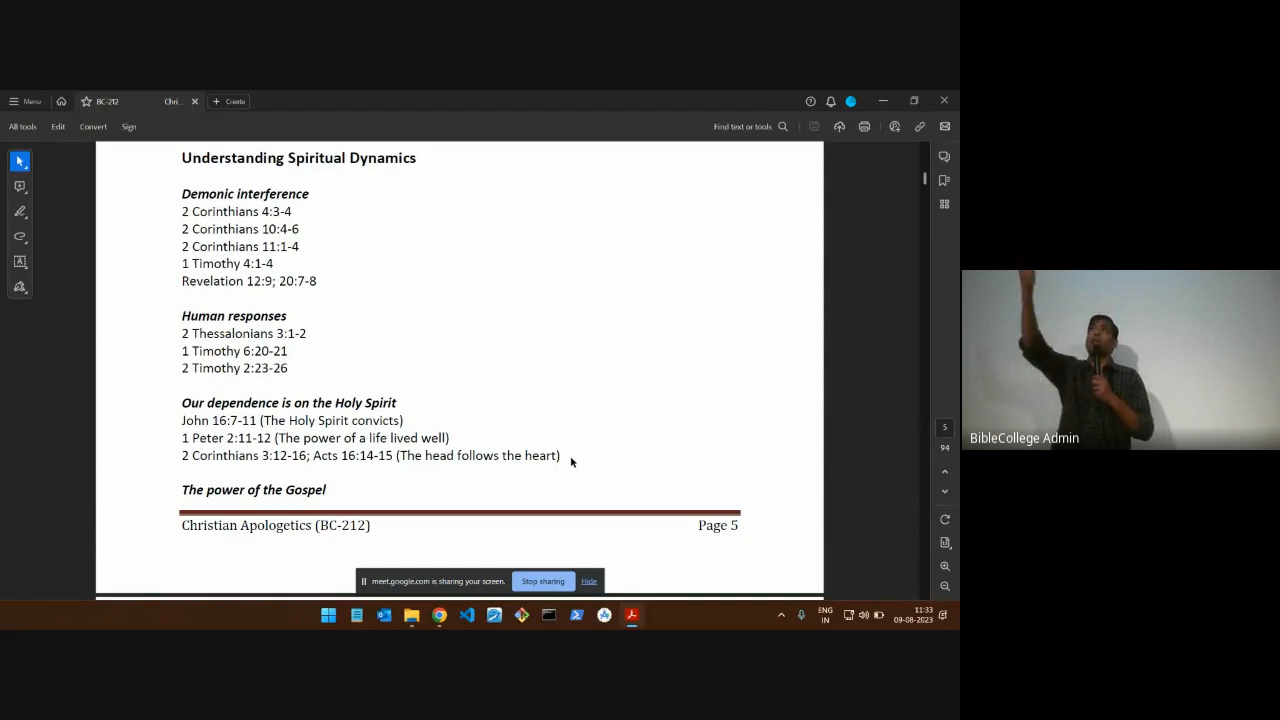 Menu
BC-212
Chri...
Create
All tools
Edit
Convert
Sign
Find text or tools
Understanding Spiritual Dynamics
Demonic interference
2 Corinthians 4:3-4
2 Corinthians 10:4-6
2 Corinthians 11:1-4
1 Timothy 4:1-4
Revelation 12:9; 20:7-8
Human responses
2 Thessalonians 3:1-2
1 Timothy 6:20-21
2 Timothy 2:23-26
Our dependence is on the Holy Spirit
John 16:7-11 (The Holy Spirit convicts)
1 Peter 2:11-12 (The power of a life lived well)
2 Corinthians 3:12-16; Acts 16:14-15 (The head follows the heart)
The power of the Gospel
Christian Apologetics (BC-212)
Page 5
5
94
BibleCollege Admin
meet.google.com is sharing your screen.
Stop sharing
Hide
ENG
IN
11:33
09-08-2023